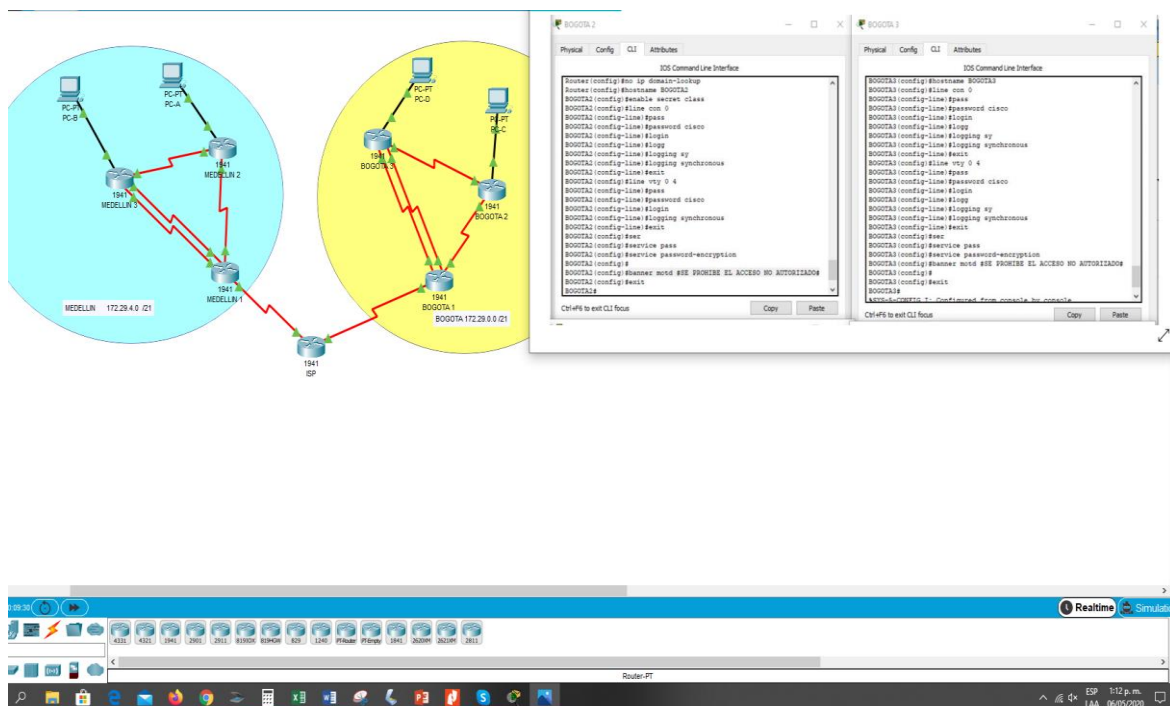 PC-PT
PC-B
PC-PT
PC-A
1941
MEDELLIN 2
1941
MEDELLIN 3
1941
MEDELLIN 1
MEDELLIN 172.29.4.0 /21
PC-PT
PC-D
PC-PT
PC-C
1941
BOGOTA 3
1941
BOGOTA 2
1941
BOGOTA 1
BOGOTA 172.29.0.0 /21
1941
ISP
BOGOTA 2
Physical Config CLI Attributes
IOS Command Line Interface
Router(config)#no ip domain-lookup
Router(config)#hostname BOGOTA2
BOGOTA2(config)#enable secret class
BOGOTA2(config)#line con 0
BOGOTA2(config-line)#pass
BOGOTA2(config-line)#password cisco
BOGOTA2(config-line)#login
BOGOTA2(config-line)#logg
BOGOTA2(config-line)#logging sy
BOGOTA2(config-line)#logging synchronous
BOGOTA2(config-line)#exit
BOGOTA2(config)#line vty 0 4
BOGOTA2(config-line)#pass
BOGOTA2(config-line)#password cisco
BOGOTA2(config-line)#login
BOGOTA2(config-line)#logg
BOGOTA2(config-line)#logging sy
BOGOTA2(config-line)#logging synchronous
BOGOTA2(config-line)#exit
BOGOTA2(config)#ser
BOGOTA2(config)#service pass
BOGOTA2(config)#service password-encryption
BOGOTA2(config)#
BOGOTA2(config)#banner motd #SE PROHIBE EL ACCESO NO AUTORIZADO#
BOGOTA2(config)#exit
BOGOTA2#
Ctrl+F6 to exit CLI focus
Copy Paste
BOGOTA 3
Physical Config CLI Attributes
IOS Command Line Interface
BOGOTA3(config)#hostname BOGOTA3
BOGOTA3(config)#line con 0
BOGOTA3(config-line)#pass
BOGOTA3(config-line)#password cisco
BOGOTA3(config-line)#login
BOGOTA3(config-line)#logg
BOGOTA3(config-line)#logging sy
BOGOTA3(config-line)#logging synchronous
BOGOTA3(config-line)#exit
BOGOTA3(config)#line vty 0 4
BOGOTA3(config-line)#pass
BOGOTA3(config-line)#password cisco
BOGOTA3(config-line)#login
BOGOTA3(config-line)#logg
BOGOTA3(config-line)#logging sy
BOGOTA3(config-line)#logging synchronous
BOGOTA3(config-line)#exit
BOGOTA3(config)#ser
BOGOTA3(config)#service pass
BOGOTA3(config)#service password-encryption
BOGOTA3(config)#banner motd #SE PROHIBE EL ACCESO NO AUTORIZADO#
BOGOTA3(config)#
BOGOTA3(config)#exit
BOGOTA3#
%SYS-5-CONFIG_I: Configured from console by console
Ctrl+F6 to exit CLI focus
Copy Paste
0:09:30
Realtime Simulati
4331 4321 1941 2901 2911 819IOX 819HGW 829 1240 PT-Router PT-Empty 1941 2620XM 2621XM 2811
Router-PT
ESP 1:12 p. m.
LAA 06/05/2020